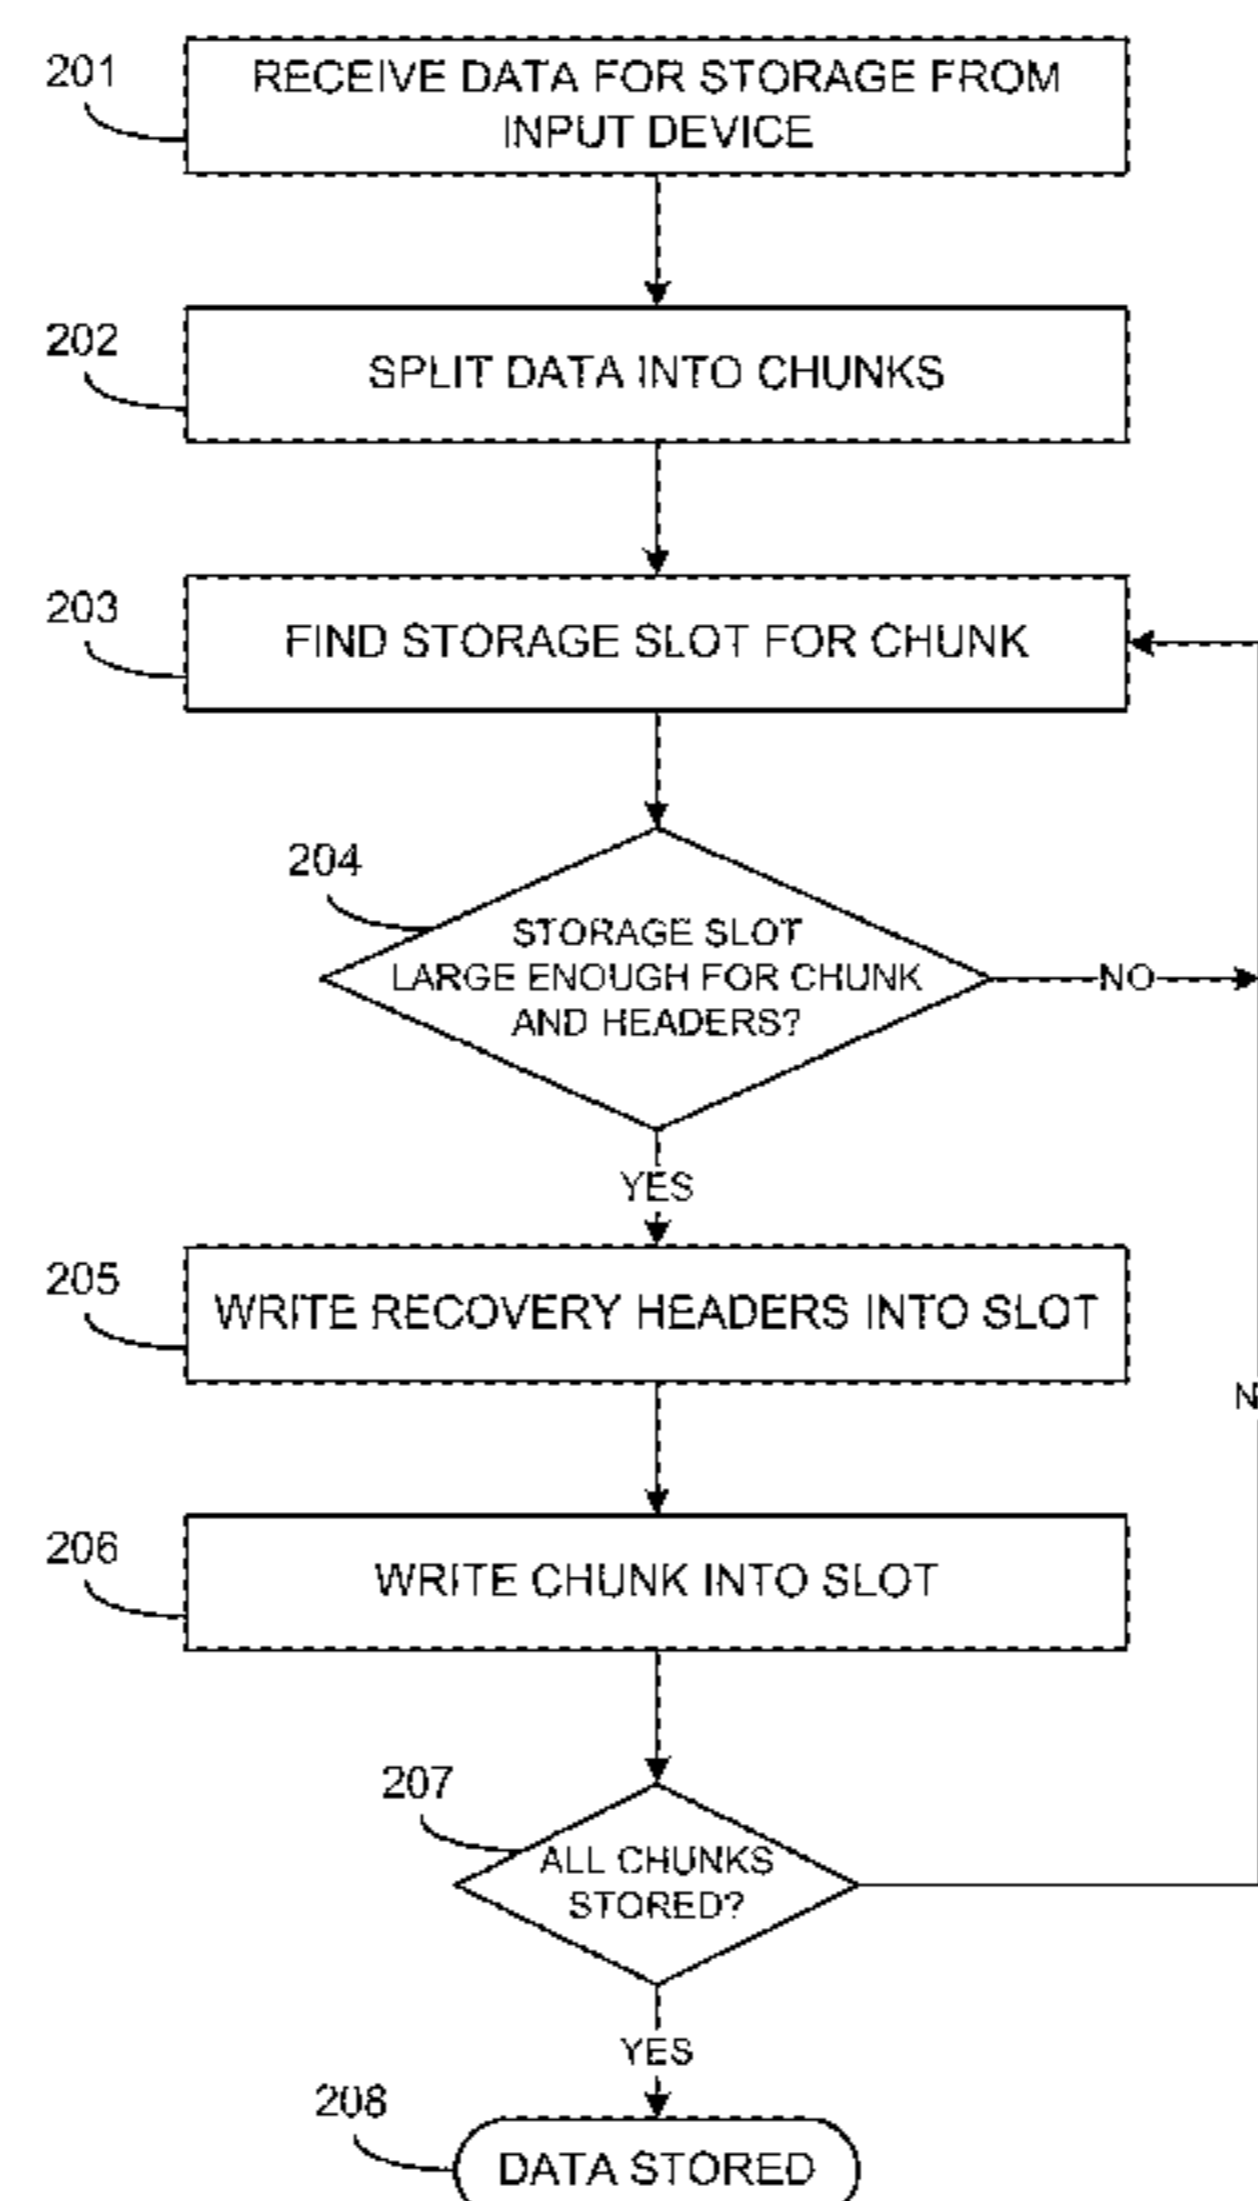 201
RECEIVE DATA FOR STORAGE FROM
INPUT DEVICE
202
SPLIT DATA INTO CHUNKS
203
FIND STORAGE SLOT FOR CHUNK
204
STORAGE SLOT
LARGE ENOUGH FOR CHUNK
AND HEADERS?
NO
YES
205
WRITE RECOVERY HEADERS INTO SLOT
206
WRITE CHUNK INTO SLOT
207
ALL CHUNKS
STORED?
YES
208
DATA STORED